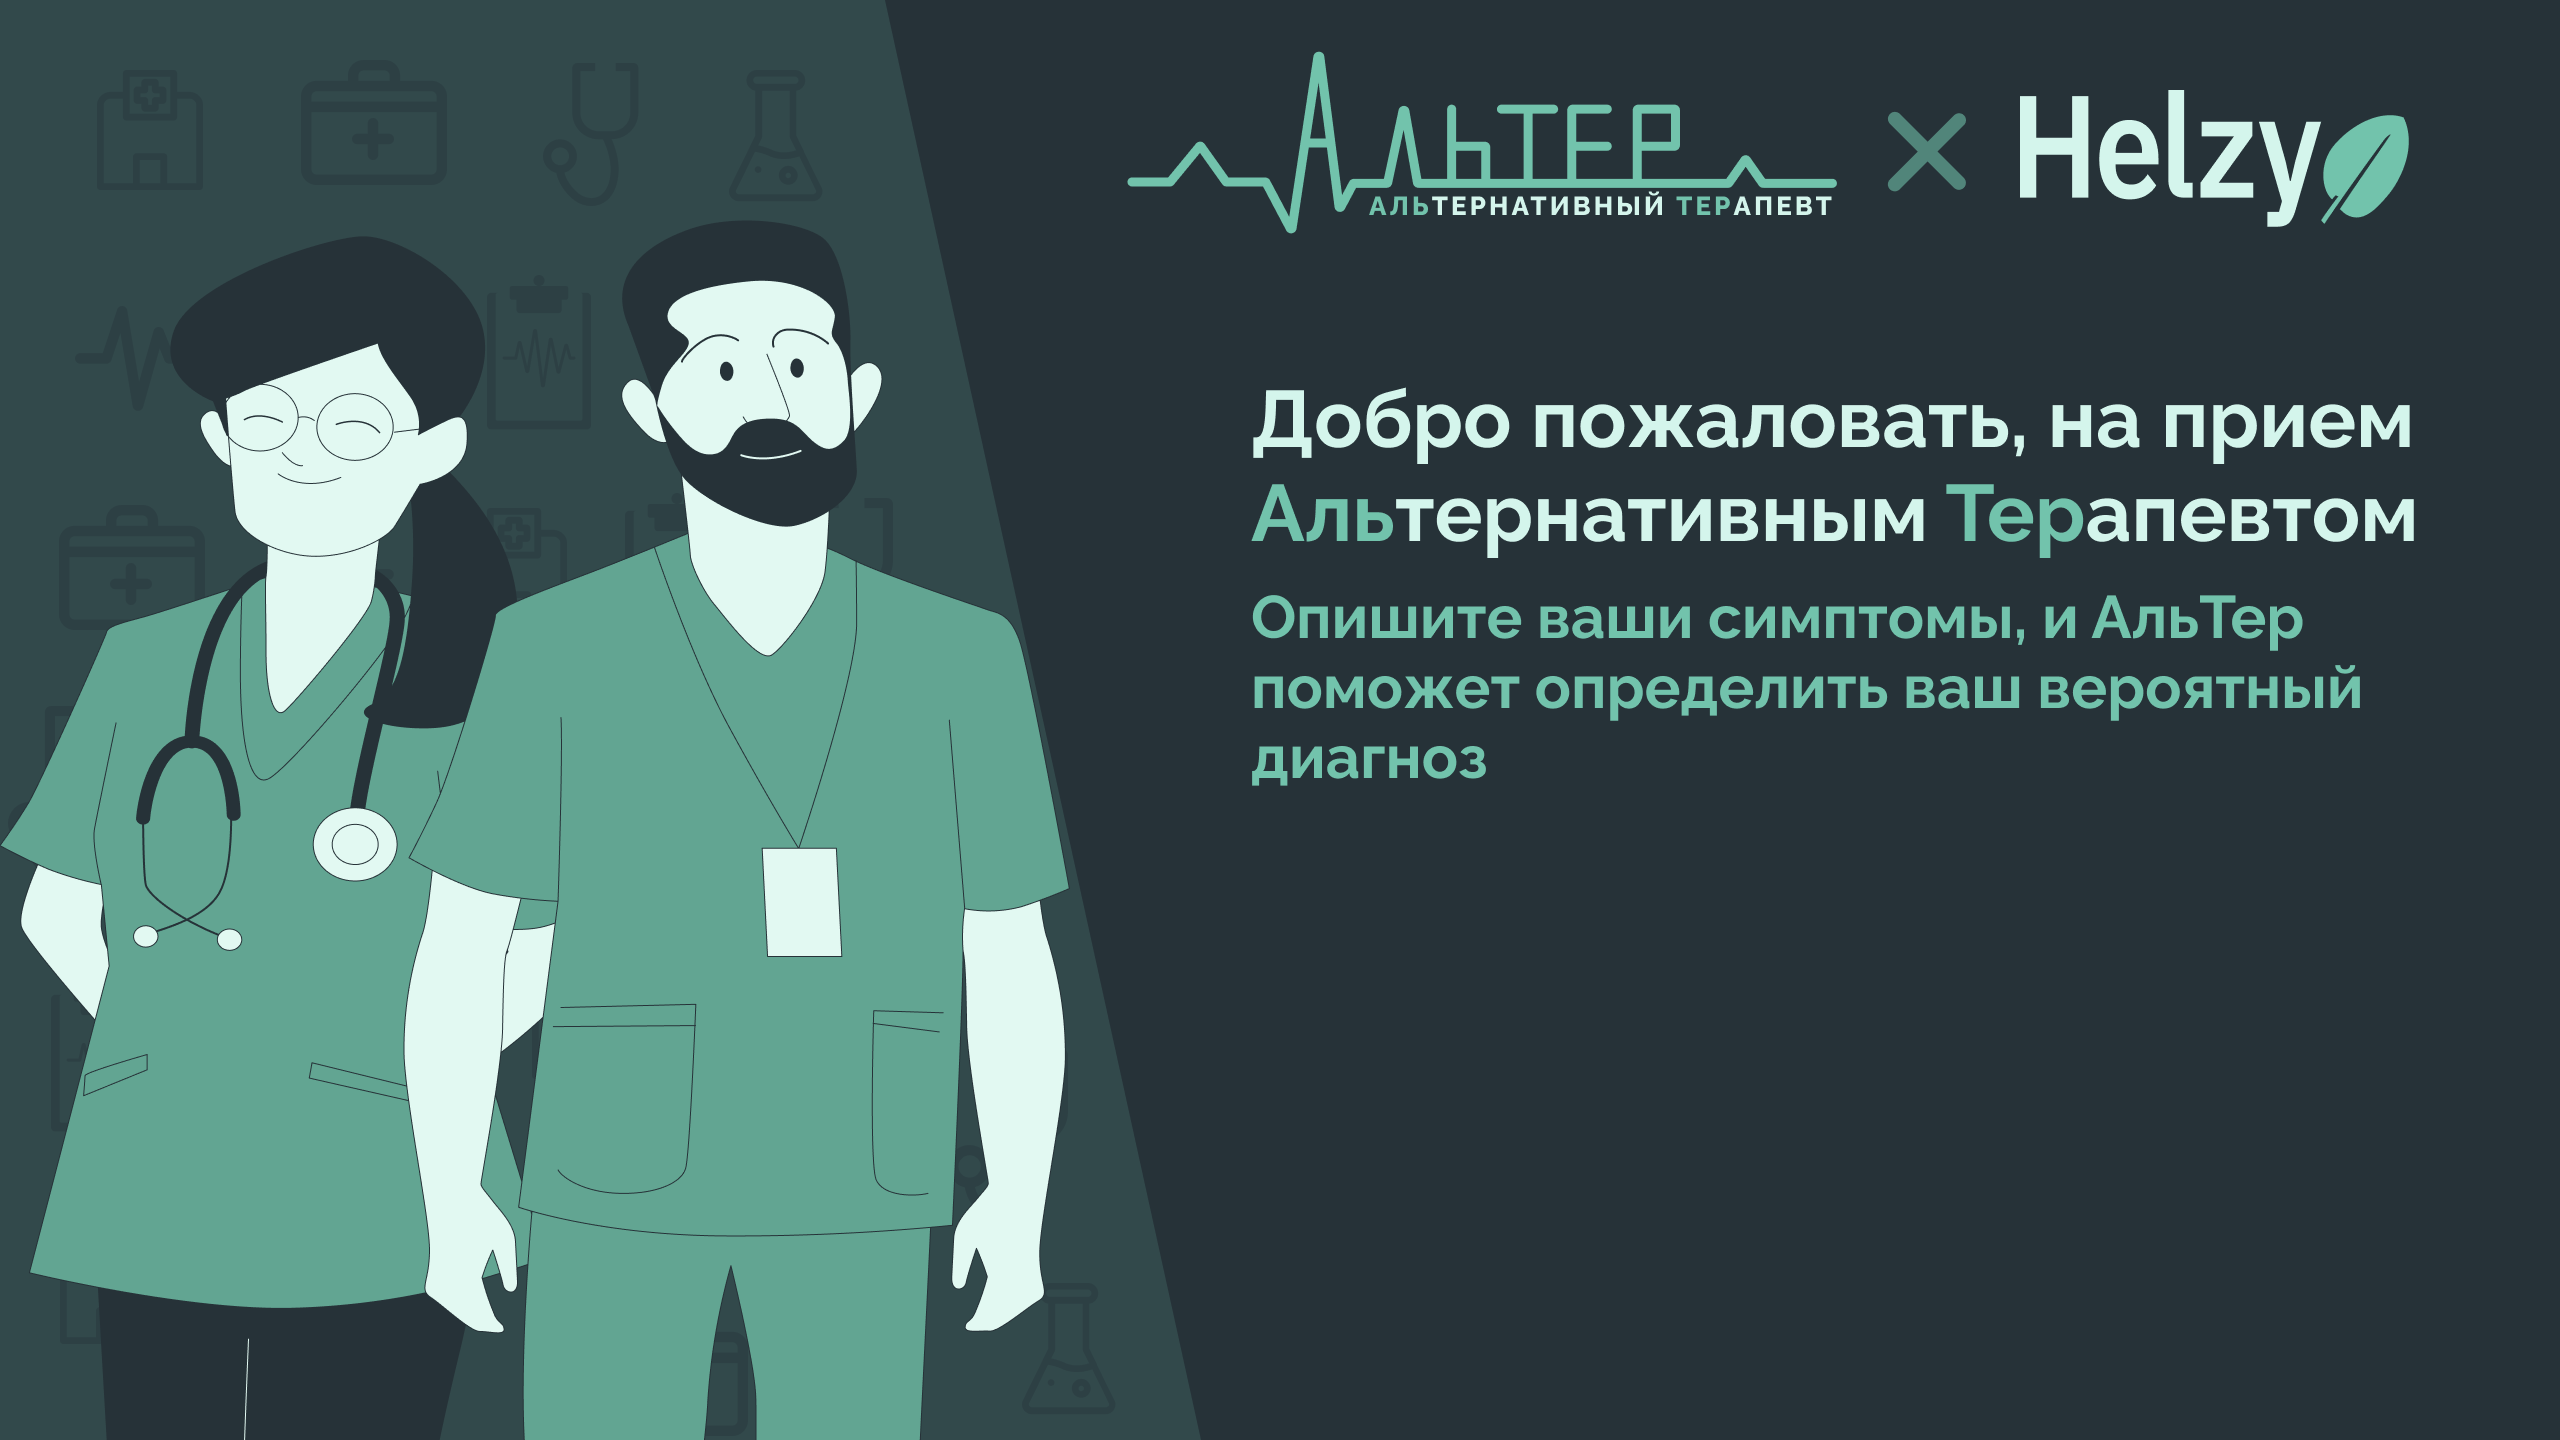 АльТЕР
АЛЬТЕРНАТИВНЫЙ ТЕРАПЕВТ
Helzy
Добро пожаловать, на прием
Альтернативным Терапевтом
Опишите ваши симптомы, и АльТер
поможет определить ваш вероятный
диагноз